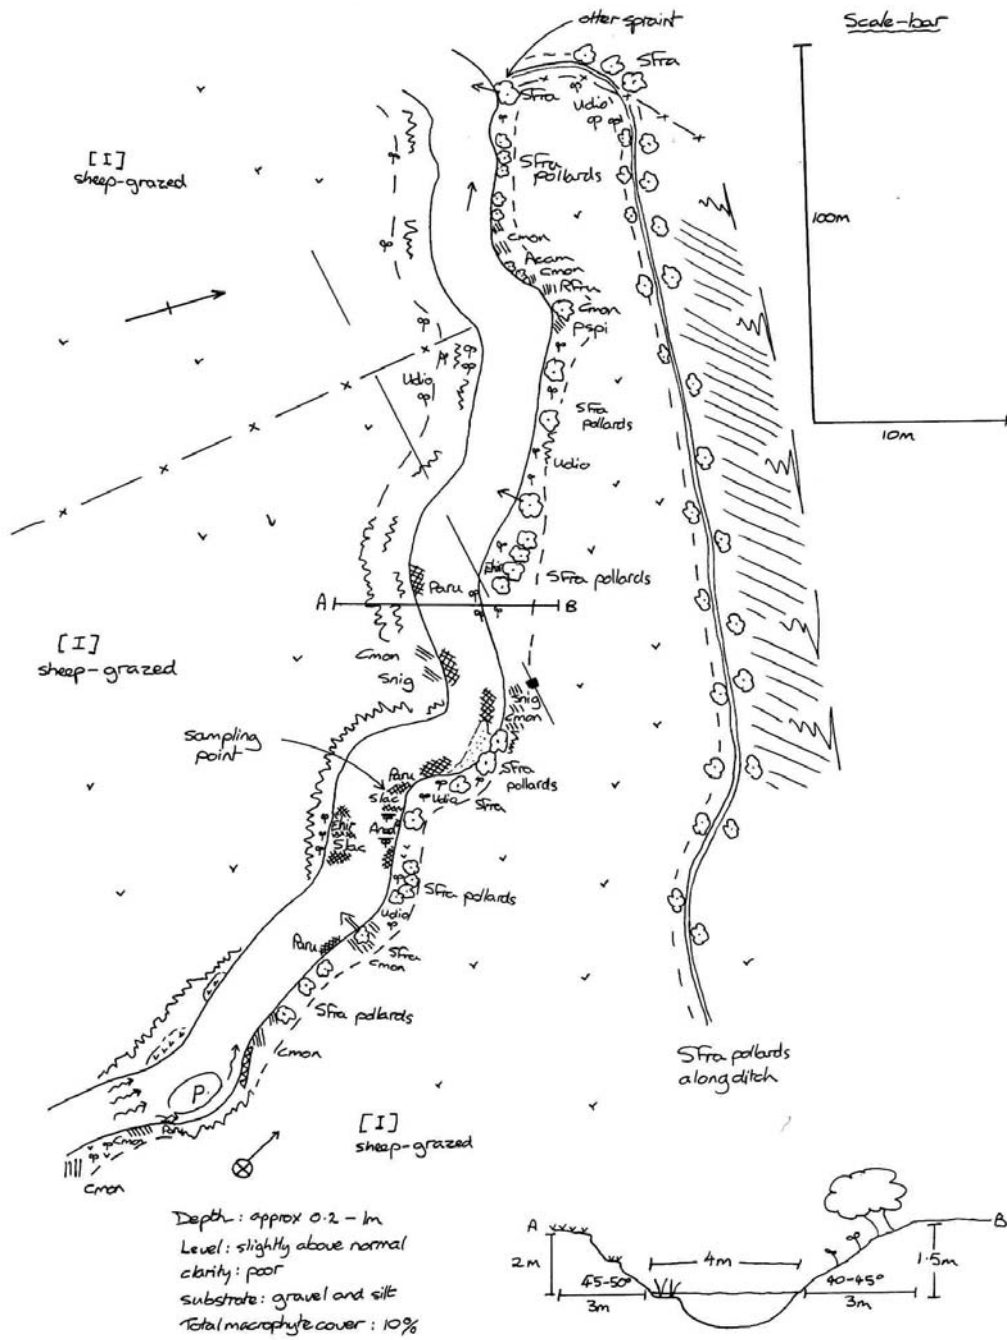 otter spraint
Scale-bar
Sfra
Sfra
Udio
[I]
sheep-grazed
Sfra
pollards
100m
Cmon
Acam
Cmon
RFru
Cmon
Pspi
Udio
Sfra
pollards
10m
Udio
Paru
Sfra pollards
A
B
[I]
sheep-grazed
Cmon
Snig
Snig
Cmon
Sampling
point
Paru
Sfra
pollards
Slac
Udio
Sfra
Ehir
Slac
Sfra pollards
Udio
Paru
Sfra
Cmon
Sfra pollards
Cmon
Sfra pollards
along ditch
P.
Cmon
Paru
[I]
sheep-grazed
Cmon
Depth: approx 0.2 - 1m
Level: slightly above normal
clarity: poor
substrate: gravel and silt
Total macrophyte cover: 10%
A
B
2m
4m
1.5m
45-50°
40-45°
3m
3m